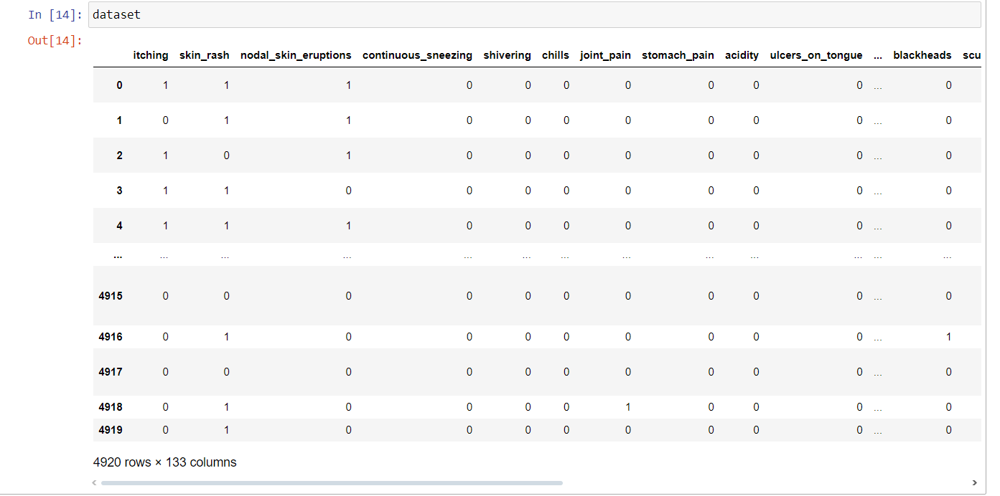 In [14]: dataset
Out[14]:
itching skin_rash nodal_skin_eruptions continuous_sneezing shivering chills joint_pain stomach_pain acidity ulcers_on_tongue ... blackheads scu
0 1 1 1 0 0 0 0 0 0 0 ... 0
1 0 1 1 0 0 0 0 0 0 0 ... 0
2 1 0 1 0 0 0 0 0 0 0 ... 0
3 1 1 0 0 0 0 0 0 0 0 ... 0
4 1 1 1 0 0 0 0 0 0 0 ... 0
... ... ... ... ... ... ... ... ... ... ... ... ...
4915 0 0 0 0 0 0 0 0 0 0 ... 0
4916 0 1 0 0 0 0 0 0 0 0 ... 1
4917 0 0 0 0 0 0 0 0 0 0 ... 0
4918 0 1 0 0 0 0 1 0 0 0 ... 0
4919 0 1 0 0 0 0 0 0 0 0 ... 0
4920 rows × 133 columns